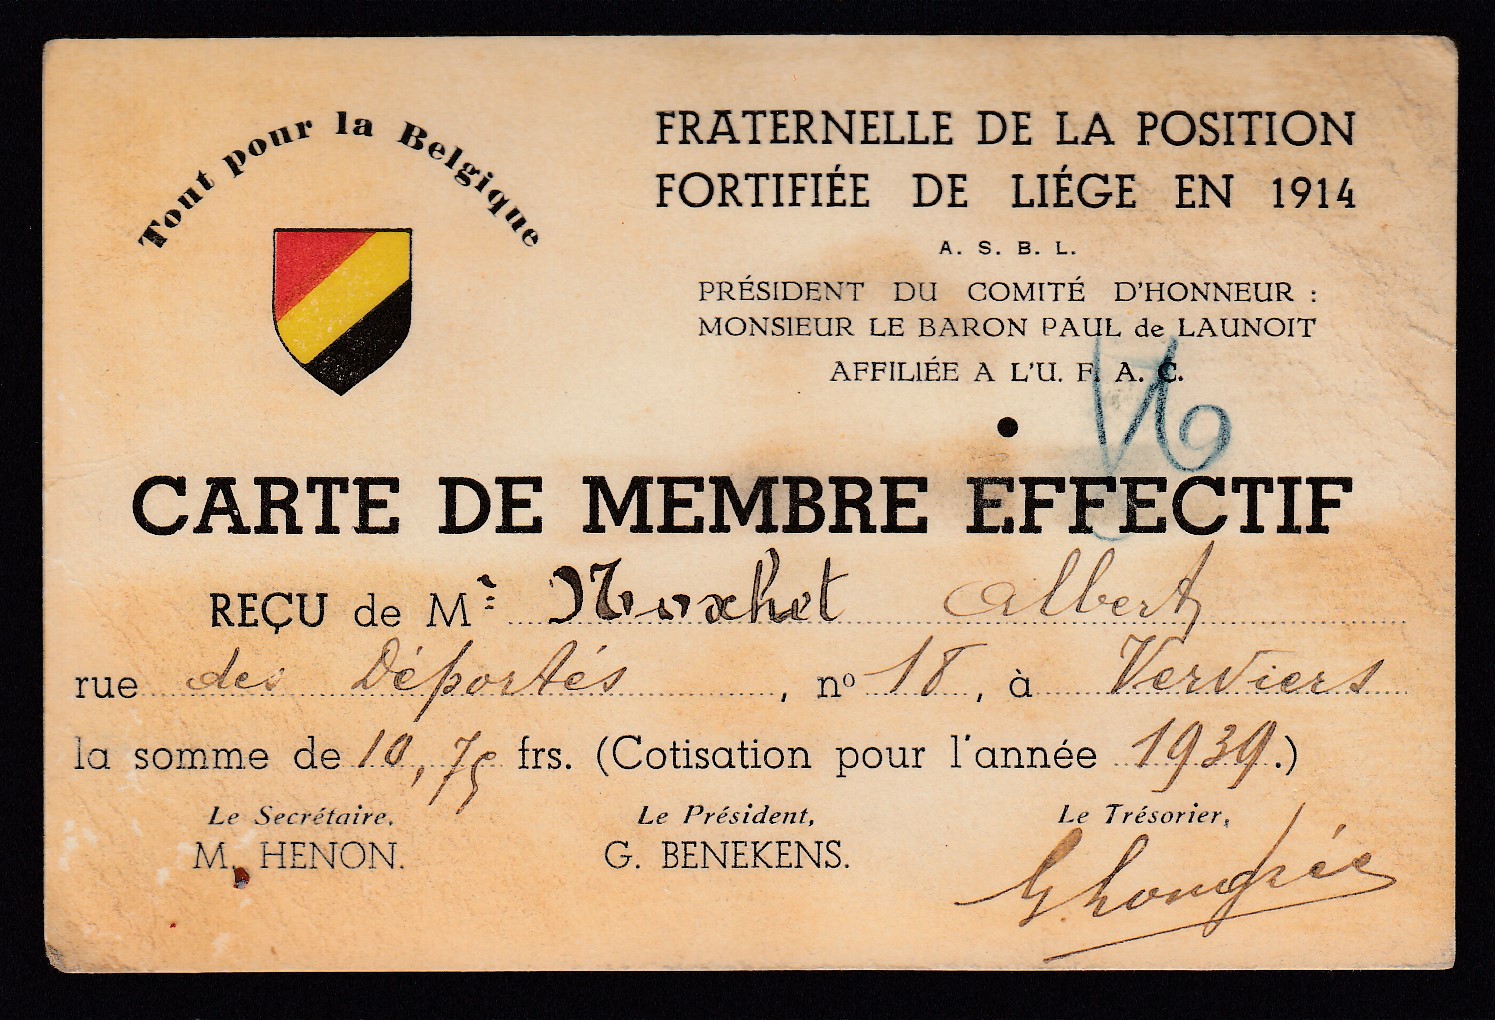 Tout pour la Belgique
FRATERNELLE DE LA POSITION
FORTIFIÉE DE LIÉGE EN 1914
A. S. B. L.
PRÉSIDENT DU COMITÉ D'HONNEUR :
MONSIEUR LE BARON PAUL de LAUNOIT
AFFILIÉE A L'U. F. A. C.
CARTE DE MEMBRE EFFECTIF
REÇU de Mr Albert
rue des Déportés, no 18, à Verviers
la somme de 10,75 frs. (Cotisation pour l'année 1939.)
Le Secrétaire, Le Président, Le Trésorier,
M. HENON. G. BENEKENS.